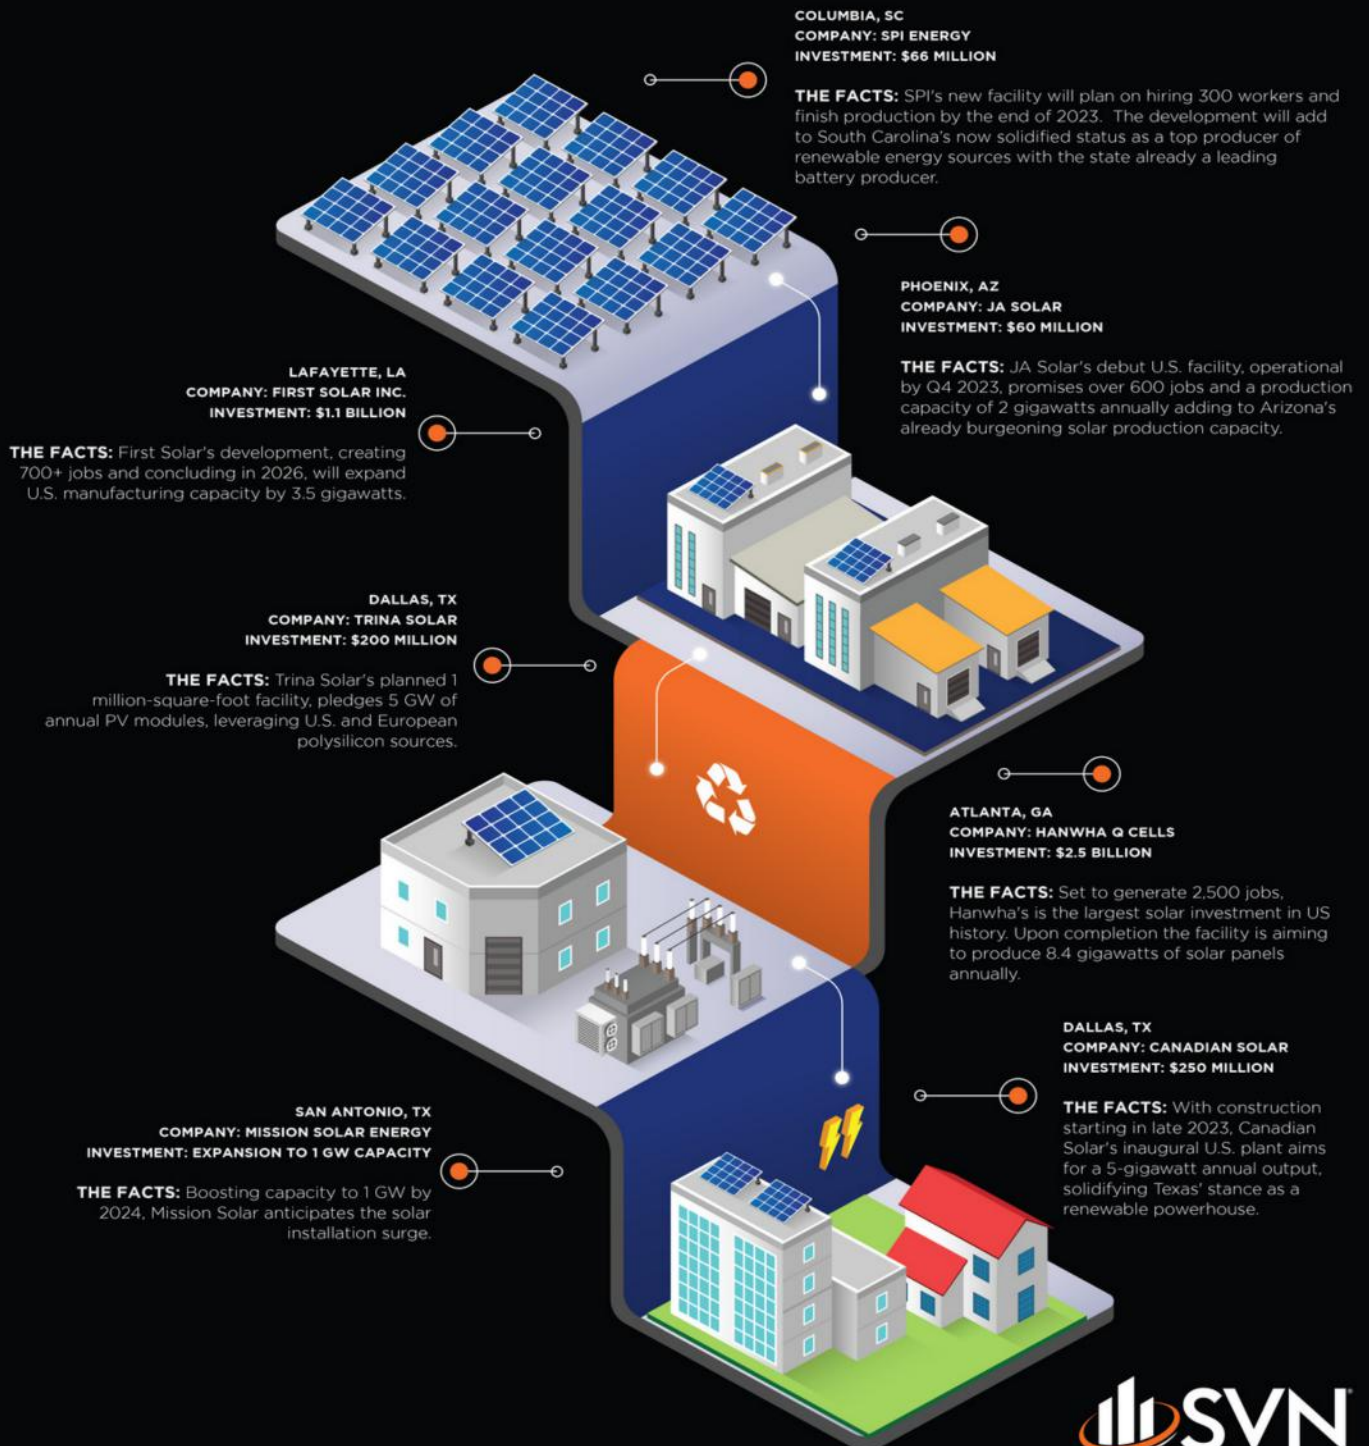 COLUMBIA, SC
COMPANY: SPI ENERGY
INVESTMENT: $66 MILLION
THE FACTS: SPI's new facility will plan on hiring 300 workers and
finish production by the end of 2023. The development will add
to South Carolina's now solidified status as a top producer of
renewable energy sources with the state already a leading
battery producer.
PHOENIX, AZ
COMPANY: JA SOLAR
INVESTMENT: $60 MILLION
THE FACTS: JA Solar's debut U.S. facility, operational
by Q4 2023, promises over 600 jobs and a production
capacity of 2 gigawatts annually adding to Arizona's
already burgeoning solar production capacity.
LAFAYETTE, LA
COMPANY: FIRST SOLAR INC.
INVESTMENT: $1.1 BILLION
THE FACTS: First Solar's development, creating
700+ jobs and concluding in 2026, will expand
U.S. manufacturing capacity by 3.5 gigawatts.
DALLAS, TX
COMPANY: TRINA SOLAR
INVESTMENT: $200 MILLION
THE FACTS: Trina Solar's planned 1
million-square-foot facility, pledges 5 GW of
annual PV modules, leveraging U.S. and European
polysilicon sources.
ATLANTA, GA
COMPANY: HANWHA Q CELLS
INVESTMENT: $2.5 BILLION
THE FACTS: Set to generate 2,500 jobs,
Hanwha's is the largest solar investment in US
history. Upon completion the facility is aiming
to produce 8.4 gigawatts of solar panels
annually.
DALLAS, TX
COMPANY: CANADIAN SOLAR
INVESTMENT: $250 MILLION
THE FACTS: With construction
starting in late 2023, Canadian
Solar's inaugural U.S. plant aims
for a 5-gigawatt annual output,
solidifying Texas' stance as a
renewable powerhouse.
SAN ANTONIO, TX
COMPANY: MISSION SOLAR ENERGY
INVESTMENT: EXPANSION TO 1 GW CAPACITY
THE FACTS: Boosting capacity to 1 GW by
2024, Mission Solar anticipates the solar
installation surge.
SVN